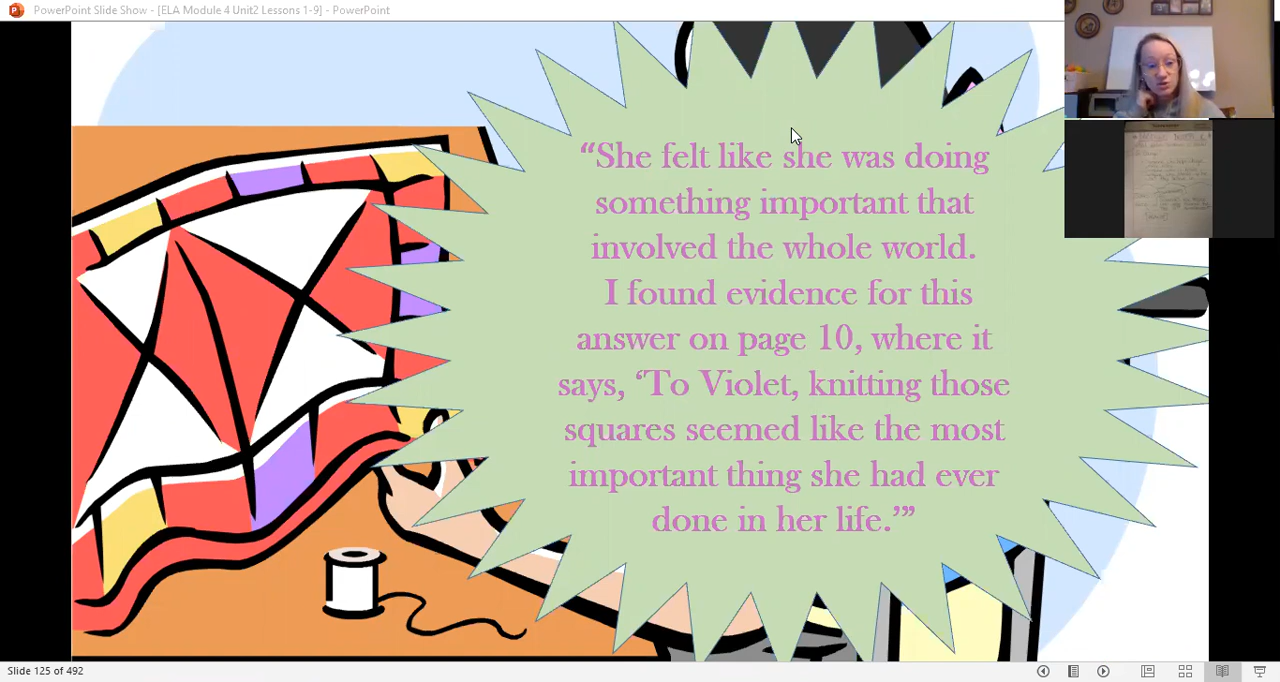 PowerPoint Slide Show - [ELA Module 4 Unit2 Lessons 1-9] - PowerPoint
“She felt like she was doing
something important that
involved the whole world.
I found evidence for this
answer on page 10, where it
says, ‘To Violet, knitting those
squares seemed like the most
important thing she had ever
done in her life.’”
Slide 125 of 492